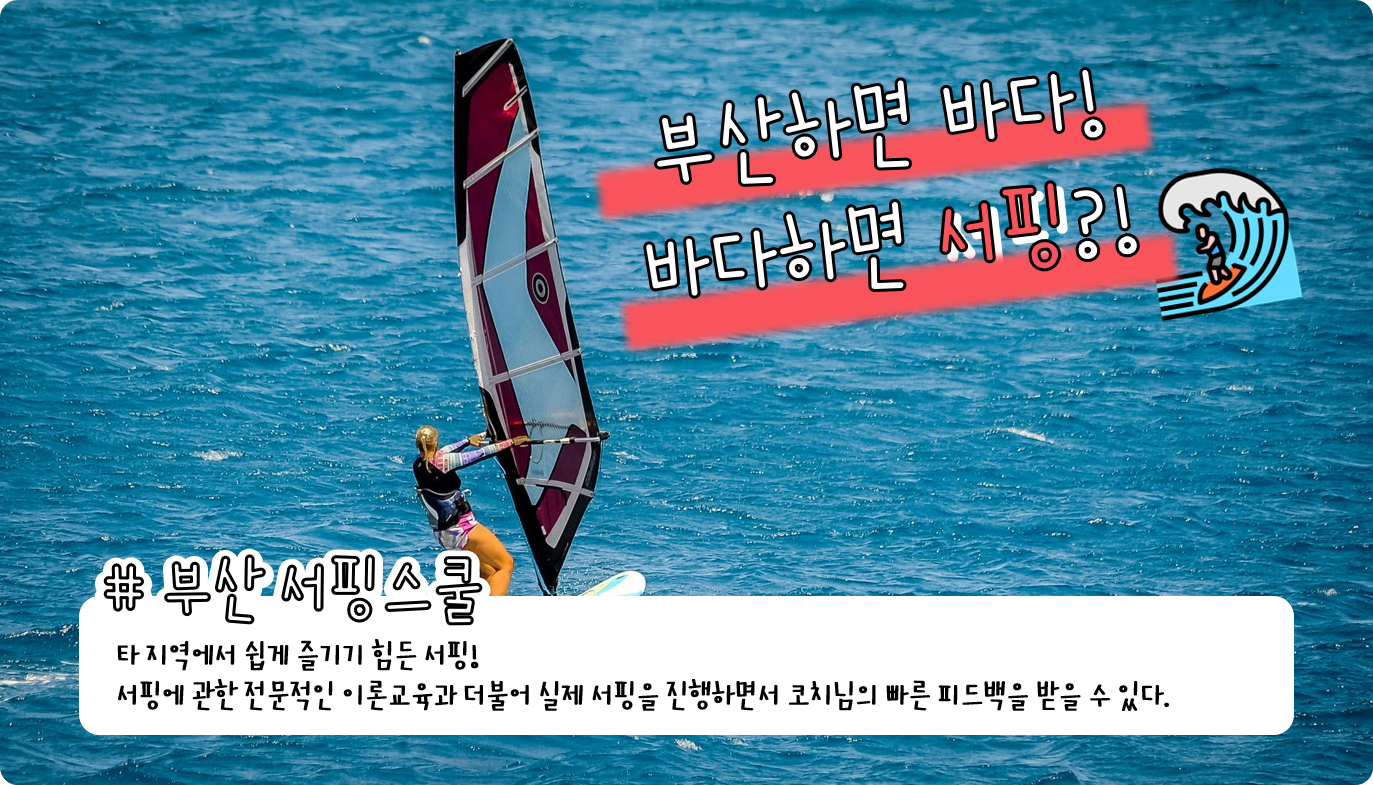 부산하면 바다!
바다하면 서핑?!
# 부산 서핑스쿨
타 지역에서 쉽게 즐기기 힘든 서핑!
서핑에 관한 전문적인 이론교육과 더불어 실제 서핑을 진행하면서 코치님의 빠른 피드백을 받을 수 있다.